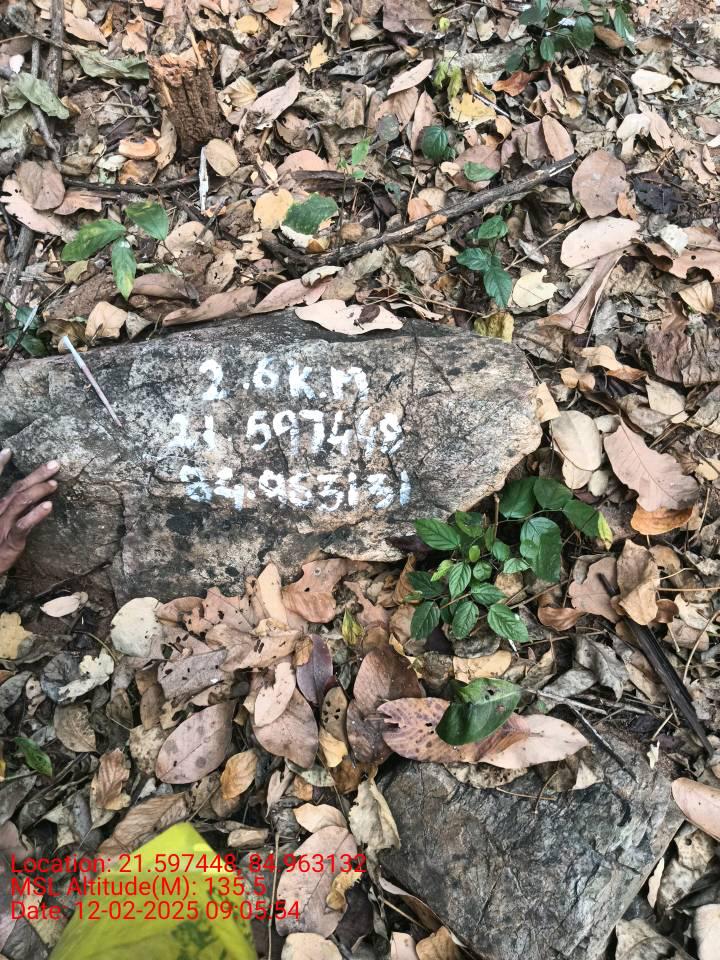 2.6K.M
21.597448
84.963131
Location: 21.597448, 84.963132
MSL Altitude(M): 135.5
Date: 12-02-2025 09:05:54